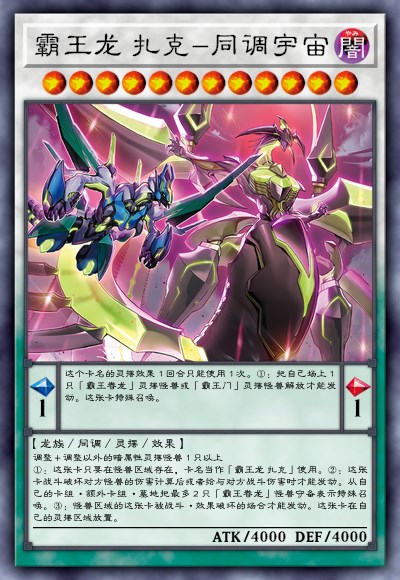 霸王龙 扎克-同调宇宙
やみ
闇
这个卡名的灵摆效果1回合只能使用1次。①：把自己场上1
只「霸王眷龙」灵摆怪兽或「霸王门」灵摆怪兽解放才能发
动。这张卡特殊召唤。
1
1
【龙族/同调/灵摆/效果】
调整+调整以外的暗属性灵摆怪兽1只以上
①：这张卡只要在怪兽区域存在，卡名当作「霸王龙 扎克」使用。②：这张
卡战斗破坏对方怪兽的伤害计算后或者给与对方战斗伤害时才能发动。从自
己的卡组·额外卡组·墓地把最多2只「霸王眷龙」怪兽守备表示特殊召
唤。③：怪兽区域的这张卡被战斗·效果破坏的场合才能发动。这张卡在自
己的灵摆区域放置。
ATK/4000 DEF/4000